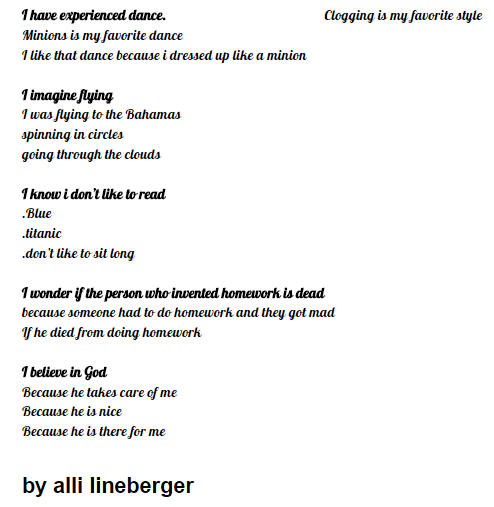 I have experienced dance. Clogging is my favorite style
Minions is my favorite dance
I like that dance because i dressed up like a minion
I imagine flying
I was flying to the Bahamas
spinning in circles
going through the clouds
I know i don't like to read
.Blue
.titanic
.don't like to sit long
I wonder if the person who invented homework is dead
because someone had to do homework and they got mad
If he died from doing homework
I believe in God
Because he takes care of me
Because he is nice
Because he is there for me
by alli lineberger